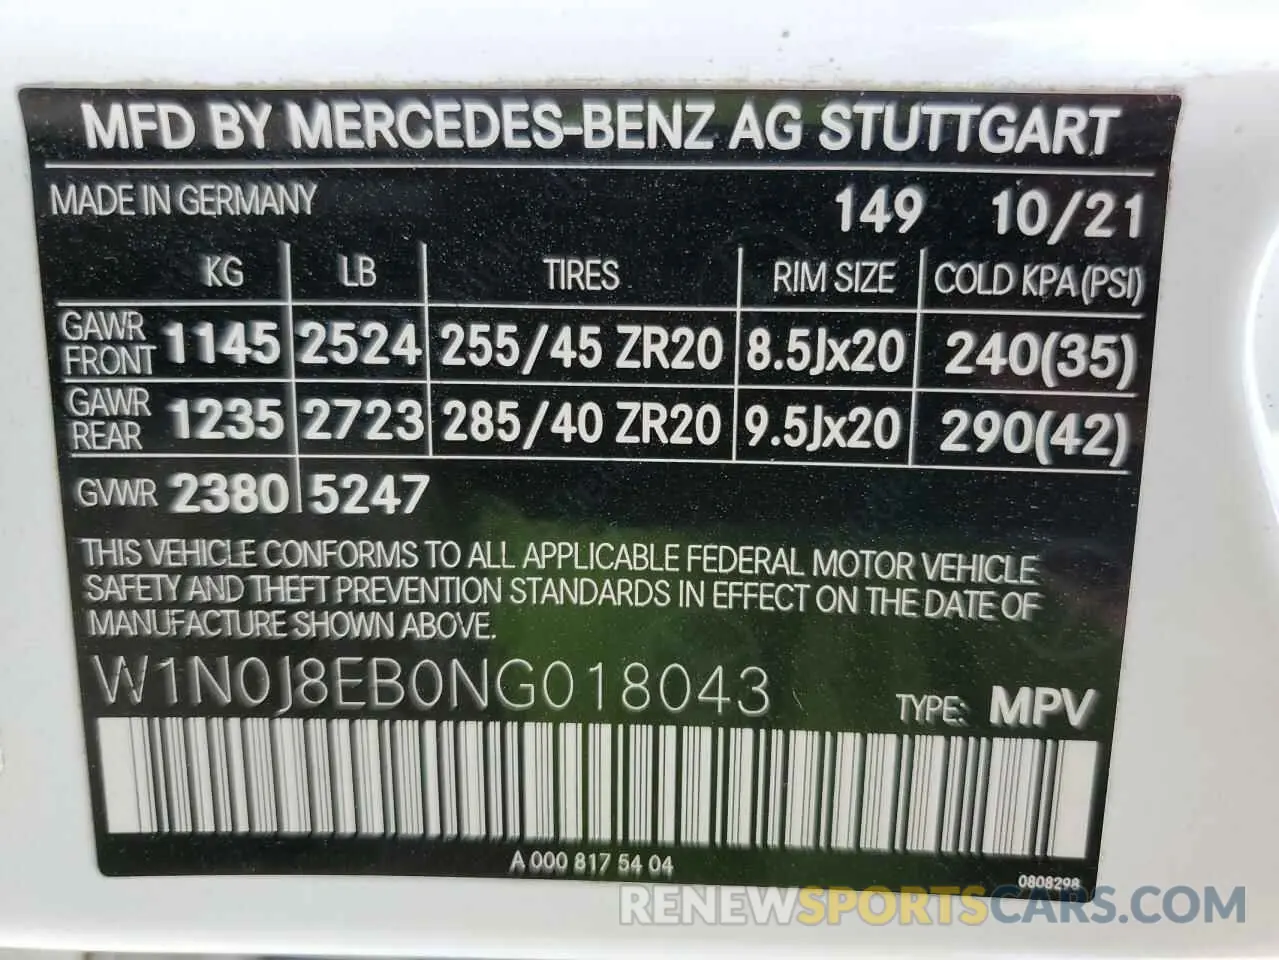 MFD BY MERCEDES-BENZ AG STUTTGART
MADE IN GERMANY 149 10/21
KG LB TIRES RIM SIZE COLD KPA(PSI)
GAWR FRONT 1145 2524 255/45 ZR20 8.5Jx20 240(35)
GAWR REAR 1235 2723 285/40 ZR20 9.5Jx20 290(42)
GVWR 2380 5247
THIS VEHICLE CONFORMS TO ALL APPLICABLE FEDERAL MOTOR VEHICLE
SAFETY AND THEFT PREVENTION STANDARDS IN EFFECT ON THE DATE OF
MANUFACTURE SHOWN ABOVE.
W1N0J8EB0NG018043 TYPE: MPV
A 000 817 54 04
0808298
RENEWSPORTSCARS.COM